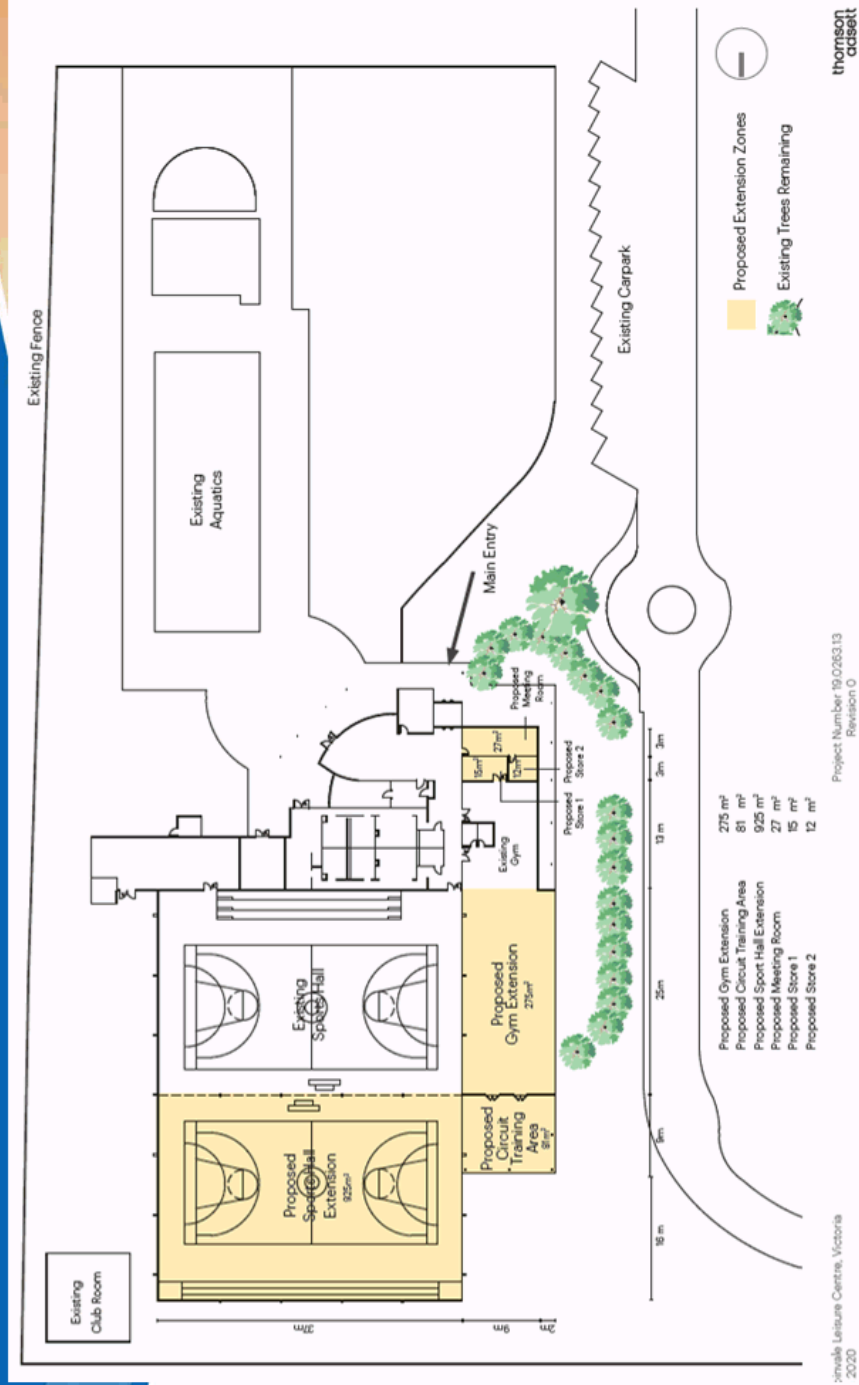 Existing Fence
Existing
Club Room
Existing
Aquatics
Main Entry
Existing Carpark
Proposed
Sports Hall
Extension
925m²
Existing
Sports Hall
Proposed
Circuit
Training
Area
81m²
Proposed
Gym Extension
275m²
Existing
Gym
15m²
27m²
12m²
Proposed
Meeting
Room
Proposed
Store 1
Proposed
Store 2
16 m
9m
25m
13 m
3m
3m
Proposed Gym Extension 275 m²
Proposed Circuit Training Area 81 m²
Proposed Sport Hall Extension 925 m²
Proposed Meeting Room 27 m²
Proposed Store 1 15 m²
Proposed Store 2 12 m²
Proposed Extension Zones
Existing Trees Remaining
Leisure Centre, Victoria
2020
Project Number 19.0263.13
Revision 0
thomson
adsett